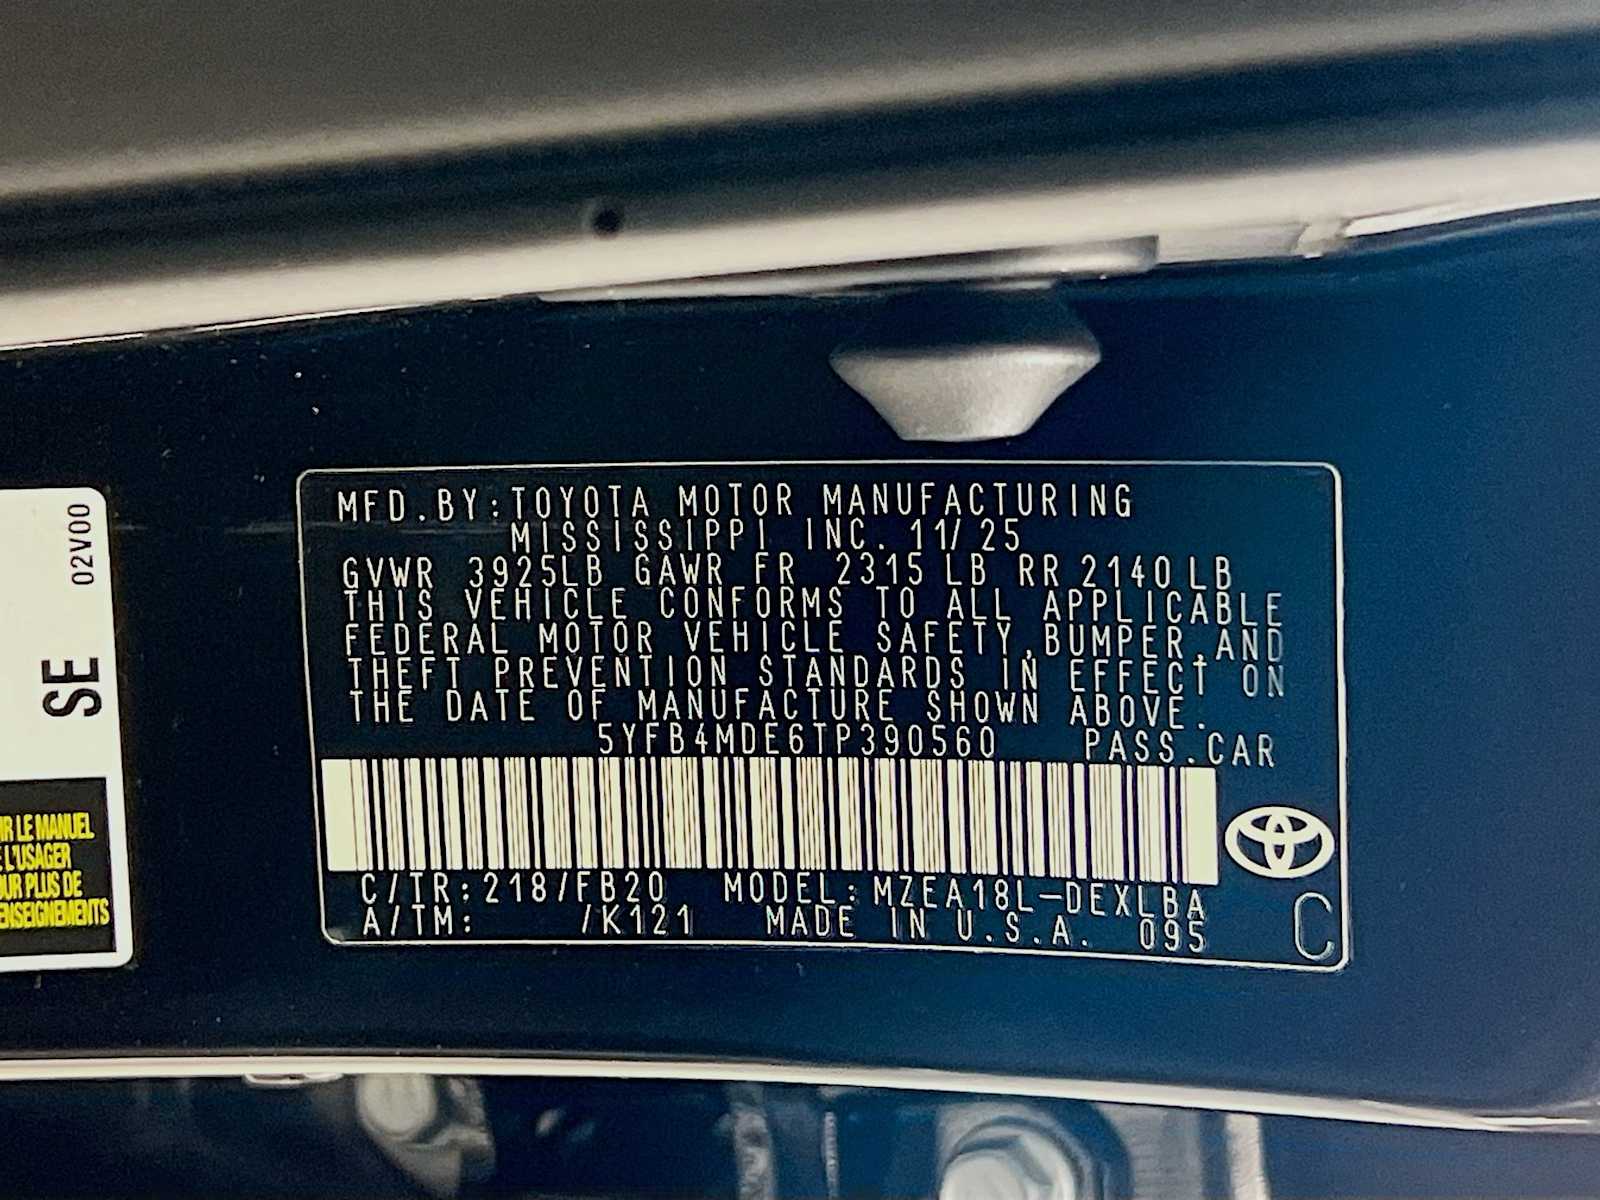 MFD.BY:TOYOTA MOTOR MANUFACTURING
MISSISSIPPI INC. 11/25
GVWR 3925LB GAWR FR 2315 LB RR 2140 LB
THIS VEHICLE CONFORMS TO ALL APPLICABLE
FEDERAL MOTOR VEHICLE SAFETY,BUMPER,AND
THEFT PREVENTION STANDARDS IN EFFECT ON
THE DATE OF MANUFACTURE SHOWN ABOVE.
5YFB4MDE6TP390560 PASS.CAR
C/TR:218/FB20 MODEL:MZEA18L-DEXLBA
A/TM: /K121 MADE IN U.S.A. 095
C
02V00
SE
LE MANUEL
L'USAGER
PLUS DE